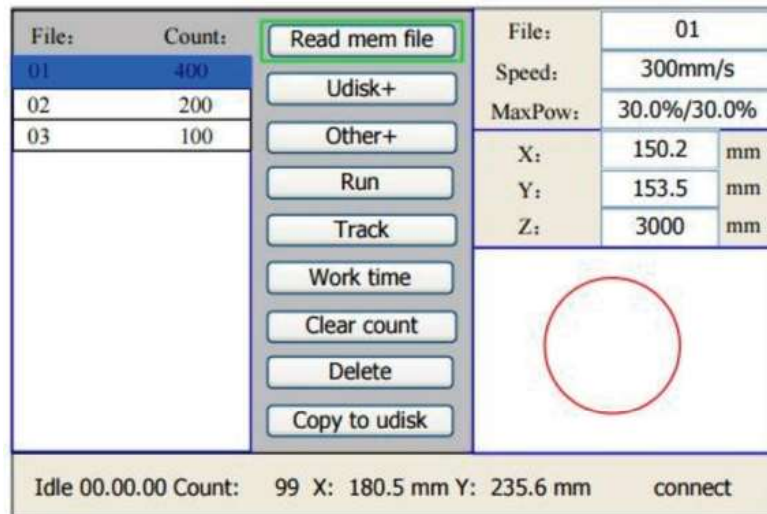 File: Count:
01 400
02 200
03 100
Read mem file
Udisk+
Other+
Run
Track
Work time
Clear count
Delete
Copy to udisk
File: 01
Speed: 300mm/s
MaxPow: 30.0%/30.0%
X: 150.2 mm
Y: 153.5 mm
Z: 3000 mm
Idle 00.00.00 Count: 99 X: 180.5 mm Y: 235.6 mm connect